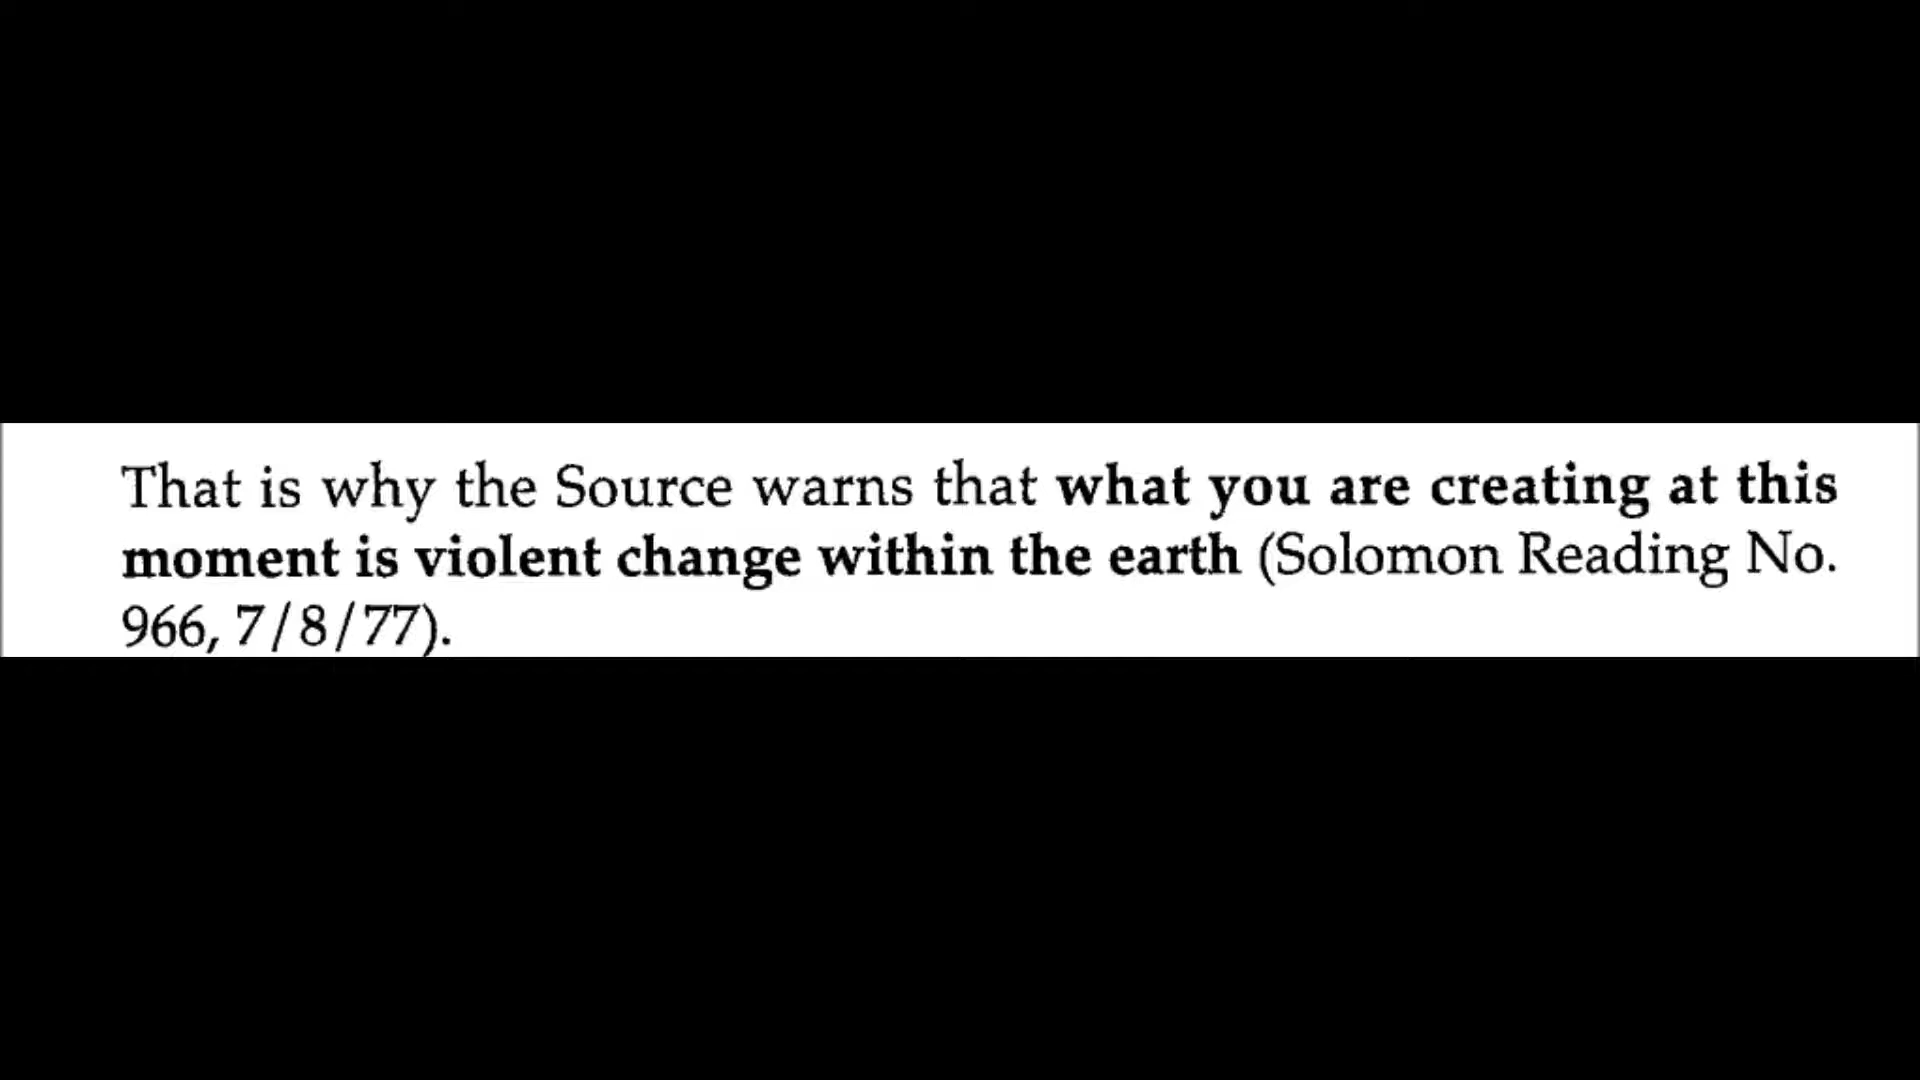 That is why the Source warns that what you are creating at this
moment is violent change within the earth (Solomon Reading No.
966, 7/8/77).